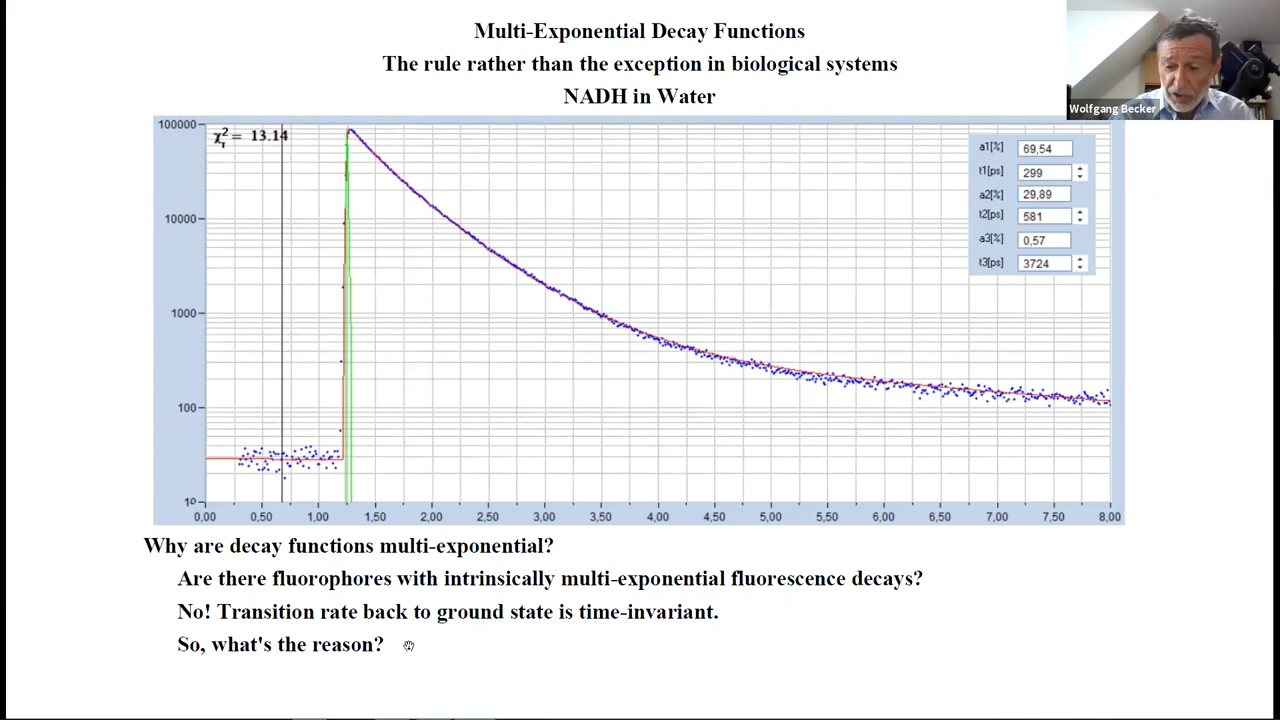 Multi-Exponential Decay Functions
The rule rather than the exception in biological systems
NADH in Water
Wolfgang Becker
χr²= 13.14
100000
10000
1000
100
10
a1[%] 69,54
t1[ps] 299
a2[%] 29,89
t2[ps] 581
a3[%] 0,57
t3[ps] 3724
0,00 0,50 1,00 1,50 2,00 2,50 3,00 3,50 4,00 4,50 5,00 5,50 6,00 6,50 7,00 7,50 8,00
Why are decay functions multi-exponential?
Are there fluorophores with intrinsically multi-exponential fluorescence decays?
No! Transition rate back to ground state is time-invariant.
So, what's the reason?